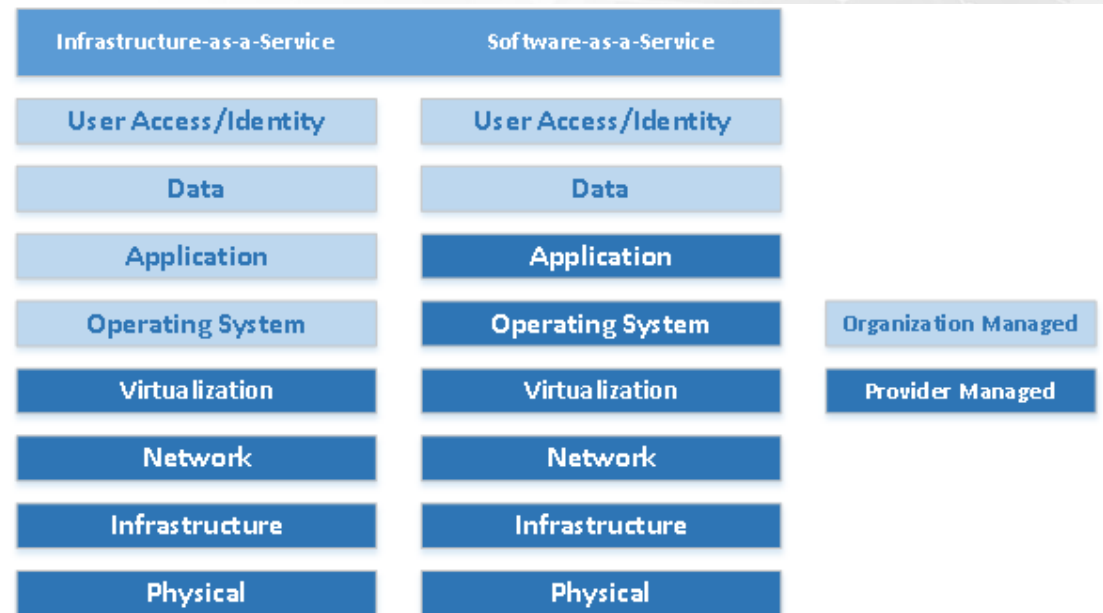 Infrastructure-as-a-Service
Software-as-a-Service
User Access/Identity
User Access/Identity
Data
Data
Application
Application
Operating System
Operating System
Organization Managed
Virtualization
Virtualization
Provider Managed
Network
Network
Infrastructure
Infrastructure
Physical
Physical